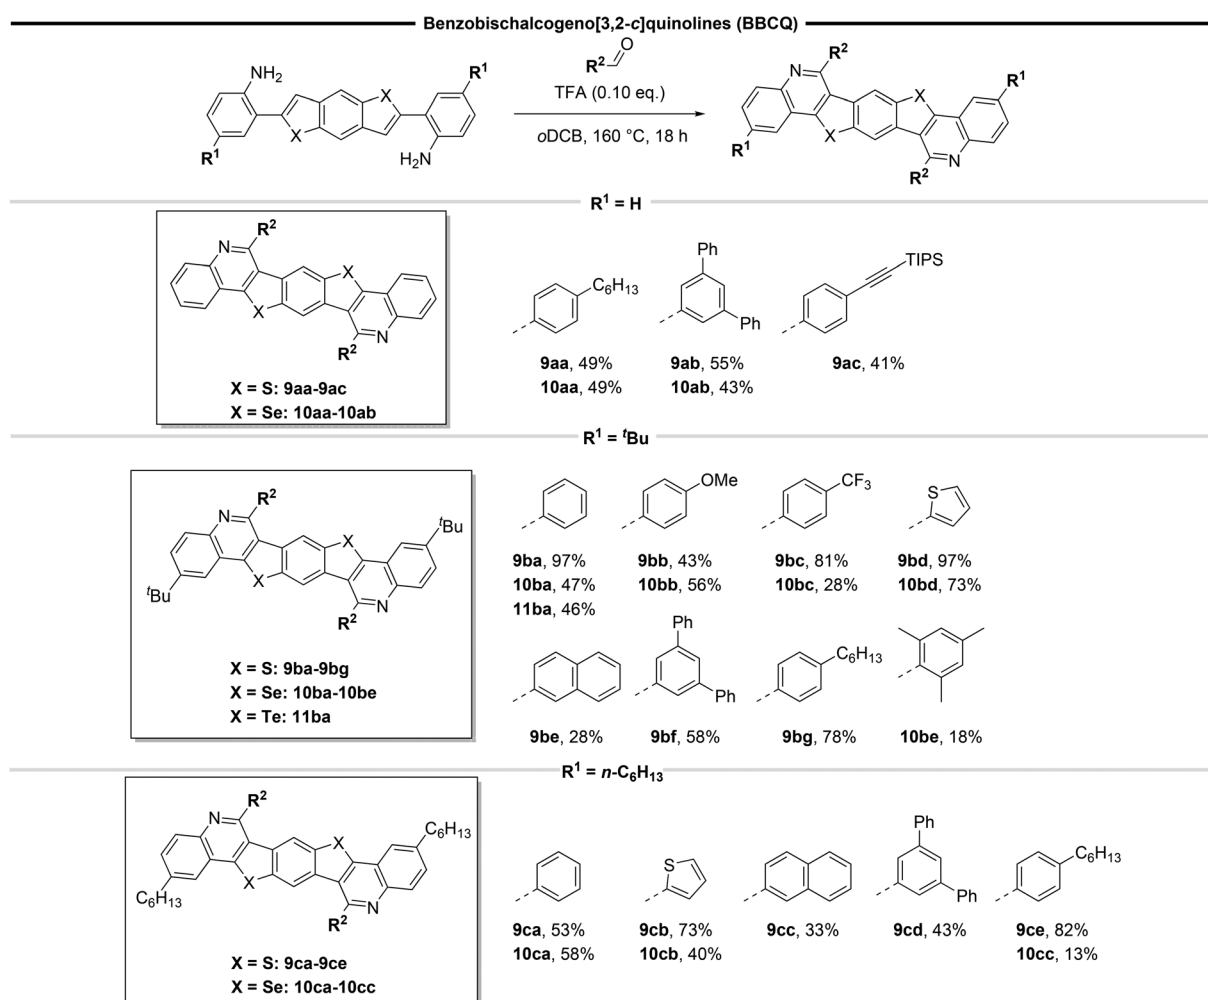 Benzobischalcogeno[3,2-c]quinolines (BBCQ)
NH₂
R¹
X
X
R¹
H₂N
R² O
TFA (0.10 eq.)
oDCB, 160 °C, 18 h
R²
N
X
R¹
R¹
X
N
R²
R¹ = H
R²
N
X
X
N
R²
X = S: 9aa-9ac
X = Se: 10aa-10ab
C₆H₁₃
9aa, 49%
10aa, 49%
Ph
Ph
9ab, 55%
10ab, 43%
TIPS
9ac, 41%
R¹ = ᵗBu
R²
N
X
ᵗBu
ᵗBu
X
N
R²
X = S: 9ba-9bg
X = Se: 10ba-10be
X = Te: 11ba
9ba, 97%
10ba, 47%
11ba, 46%
OMe
9bb, 43%
10bb, 56%
CF₃
9bc, 81%
10bc, 28%
S
9bd, 97%
10bd, 73%
9be, 28%
Ph
Ph
9bf, 58%
C₆H₁₃
9bg, 78%
10be, 18%
R¹ = n-C₆H₁₃
R²
N
X
C₆H₁₃
C₆H₁₃
X
N
R²
X = S: 9ca-9ce
X = Se: 10ca-10cc
9ca, 53%
10ca, 58%
S
9cb, 73%
10cb, 40%
9cc, 33%
Ph
Ph
9cd, 43%
C₆H₁₃
9ce, 82%
10cc, 13%